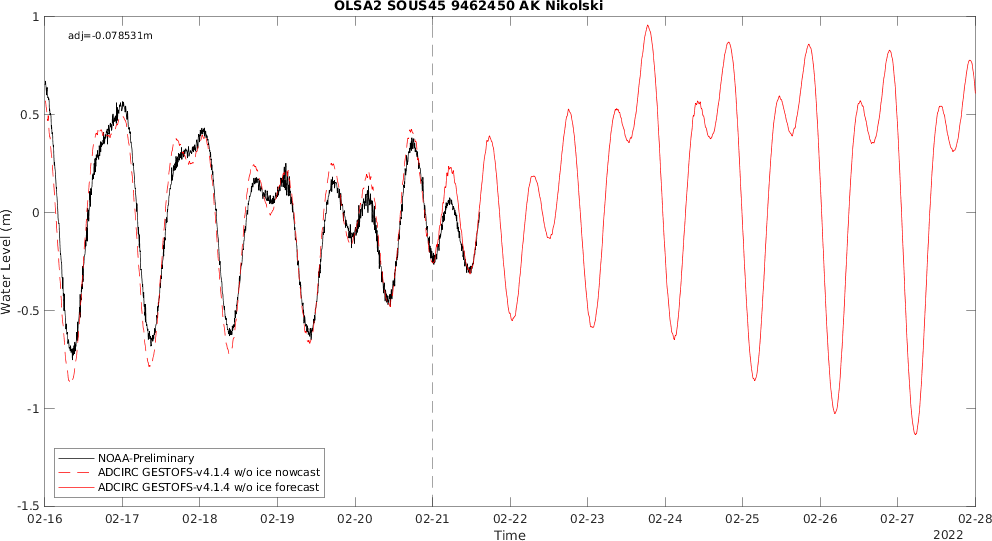 OLSA2 SOUS45 9462450 AK Nikolski
adj=-0.078531m
1
0.5
0
-0.5
-1
-1.5
Water Level (m)
NOAA-Preliminary
ADCIRC GESTOFS-v4.1.4 w/o ice nowcast
ADCIRC GESTOFS-v4.1.4 w/o ice forecast
02-16 02-17 02-18 02-19 02-20 02-21 02-22 02-23 02-24 02-25 02-26 02-27 02-28
Time
2022